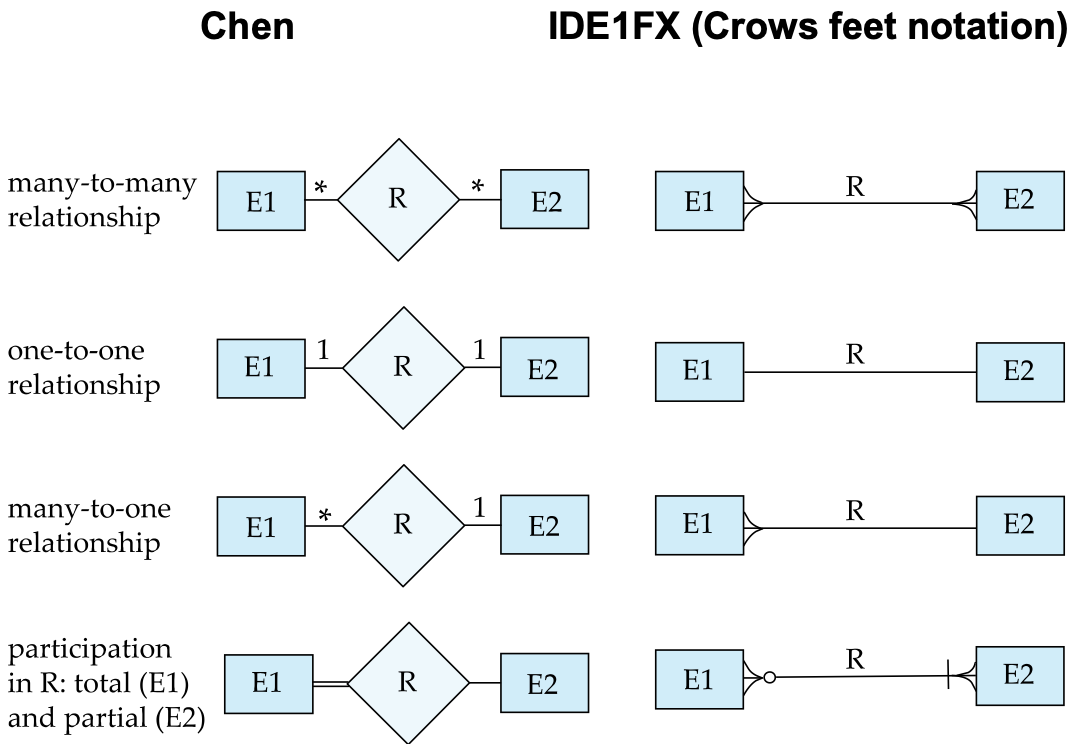 Chen
IDE1FX (Crows feet notation)
many-to-many
relationship
E1 * R * E2
E1 R E2
one-to-one
relationship
E1 1 R 1 E2
E1 R E2
many-to-one
relationship
E1 * R 1 E2
E1 R E2
participation
in R: total (E1)
and partial (E2)
E1 R E2
E1 R E2